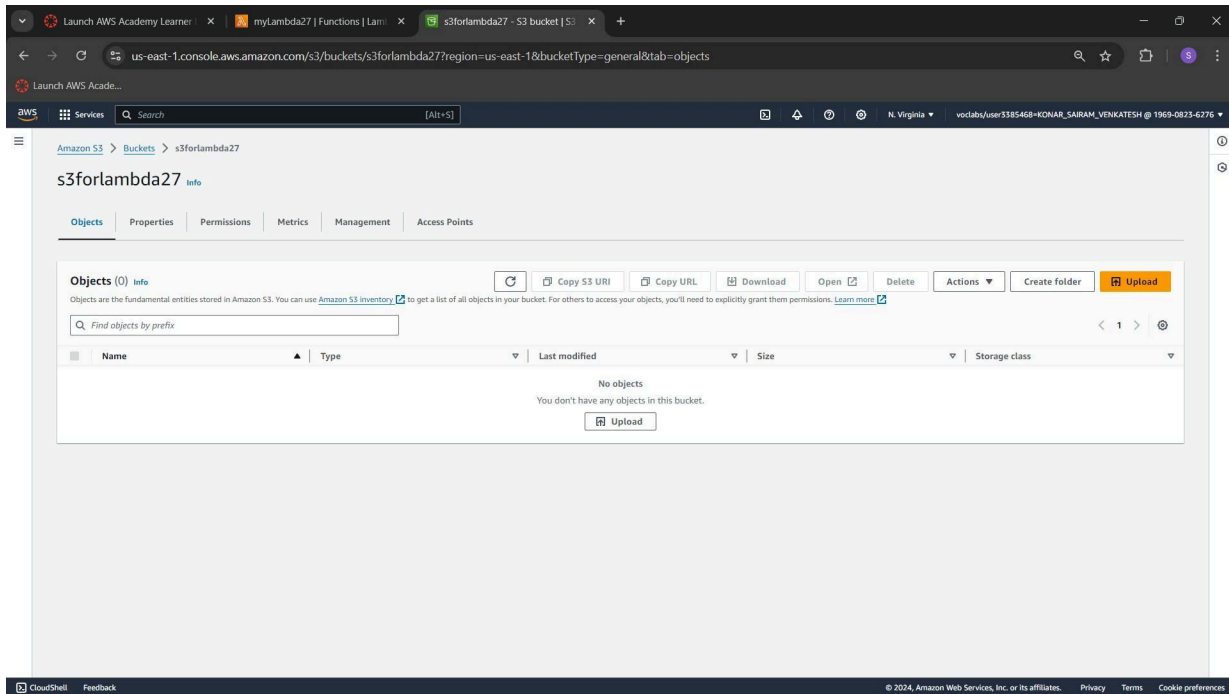 Launch AWS Academy Learner L
myLambda27 | Functions | Lam
s3forlambda27 - S3 bucket | S3
us-east-1.console.aws.amazon.com/s3/buckets/s3forlambda27?region=us-east-1&bucketType=general&tab=objects
S
Launch AWS Acade...
aws Services Search [Alt+S] N. Virginia ▼ voclabs/user3385468=KONAR_SAIRAM_VENKATESH @ 1969-0823-6276 ▼
Amazon S3 > Buckets > s3forlambda27
s3forlambda27 Info
Objects Properties Permissions Metrics Management Access Points
Objects (0) Info Copy S3 URI Copy URL Download Open Delete Actions ▼ Create folder Upload
Objects are the fundamental entities stored in Amazon S3. You can use Amazon S3 inventory to get a list of all objects in your bucket. For others to access your objects, you'll need to explicitly grant them permissions. Learn more
Find objects by prefix < 1 >
Name Type Last modified Size Storage class
No objects
You don't have any objects in this bucket.
Upload
CloudShell Feedback © 2024, Amazon Web Services, Inc. or its affiliates. Privacy Terms Cookie preferences